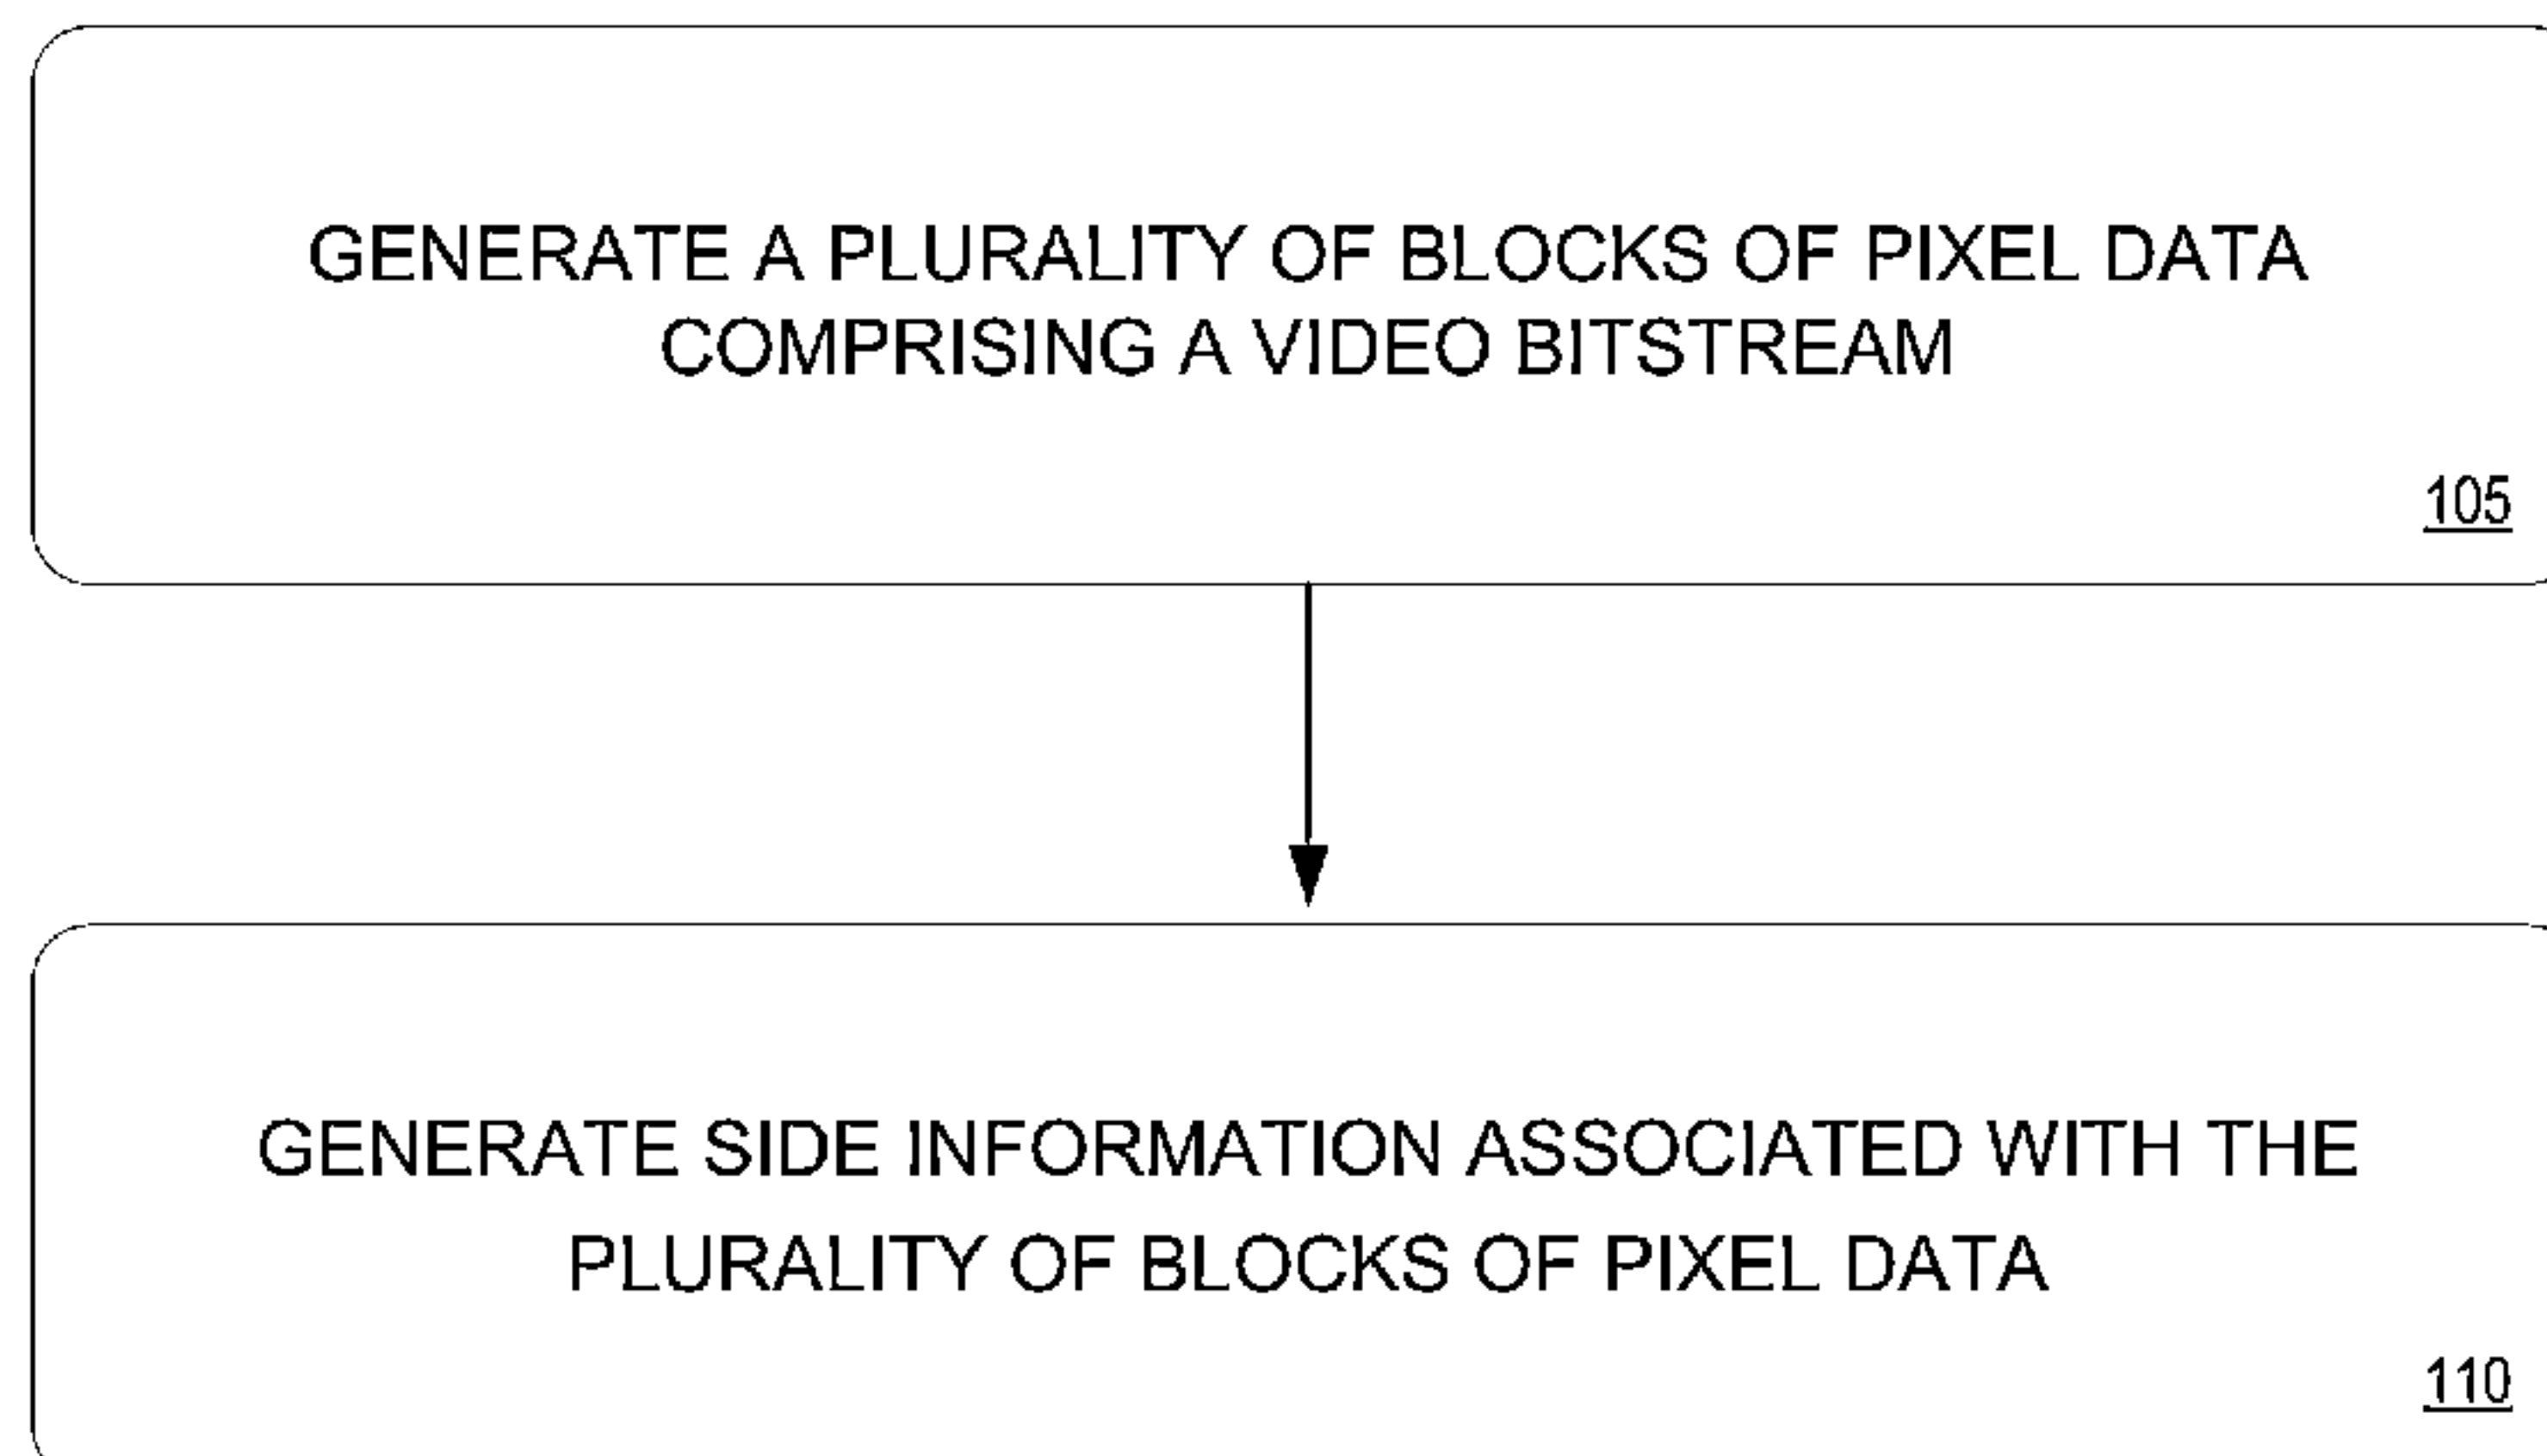 GENERATE A PLURALITY OF BLOCKS OF PIXEL DATA
COMPRISING A VIDEO BITSTREAM
105
GENERATE SIDE INFORMATION ASSOCIATED WITH THE
PLURALITY OF BLOCKS OF PIXEL DATA
110